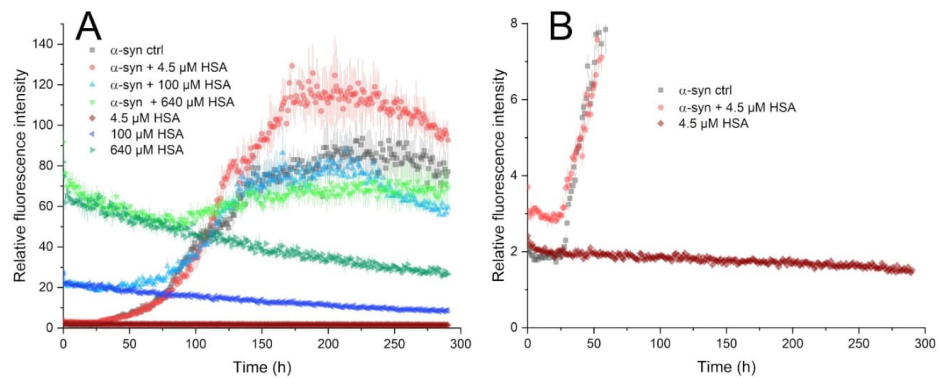 A
Relative fluorescence intensity
140
120
100
80
60
40
20
0
α-syn ctrl
α-syn + 4.5 µM HSA
α-syn + 100 µM HSA
α-syn + 640 µM HSA
4.5 µM HSA
100 µM HSA
640 µM HSA
0 50 100 150 200 250 300
Time (h)
B
Relative fluorescence intensity
8
6
4
2
0
α-syn ctrl
α-syn + 4.5 µM HSA
4.5 µM HSA
0 50 100 150 200 250 300
Time (h)